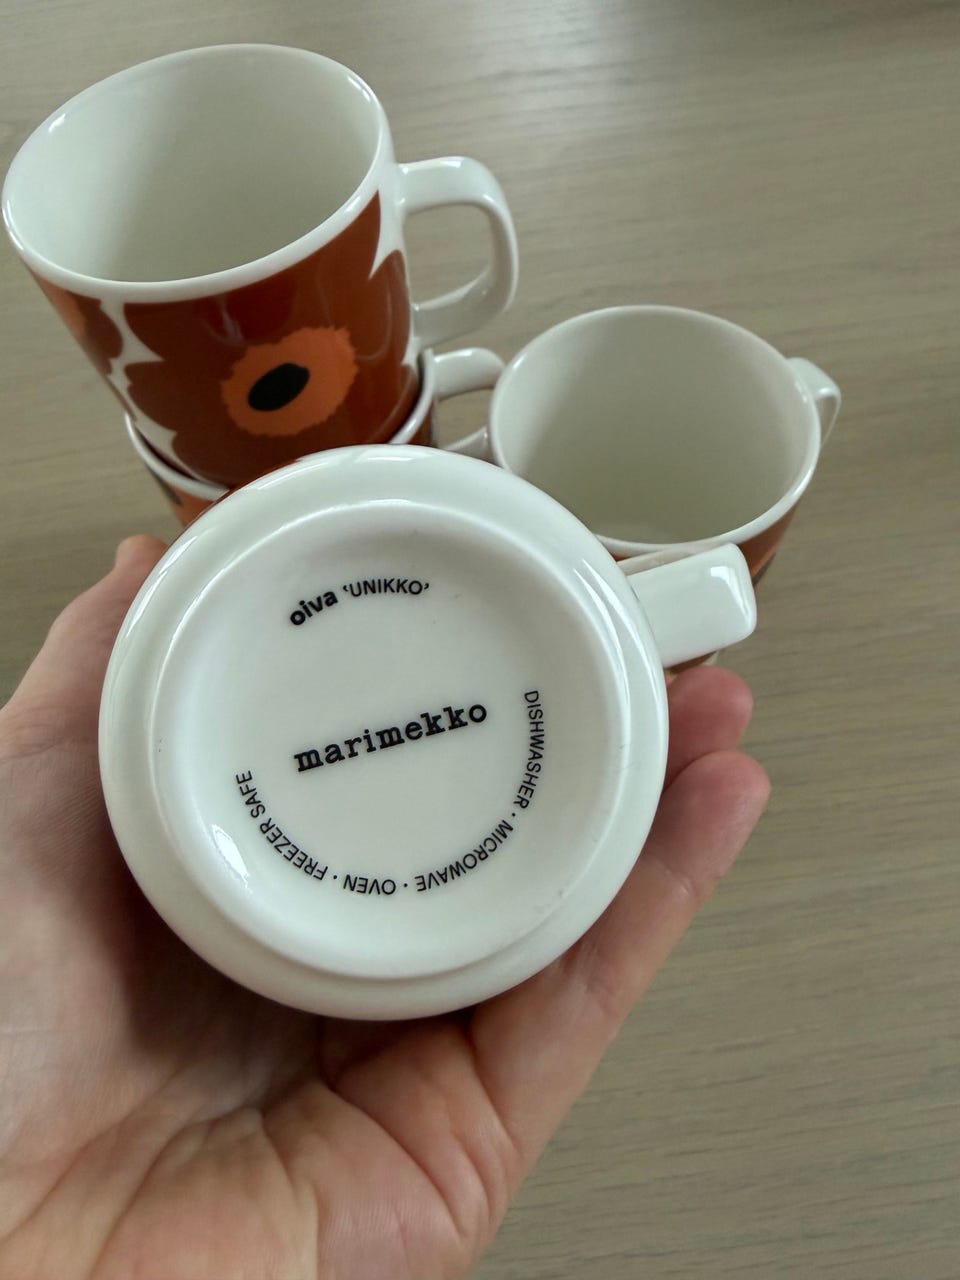 oiva ‘UNIKKO’
marimekko
DISHWASHER · MICROWAVE · OVEN · FREEZER SAFE